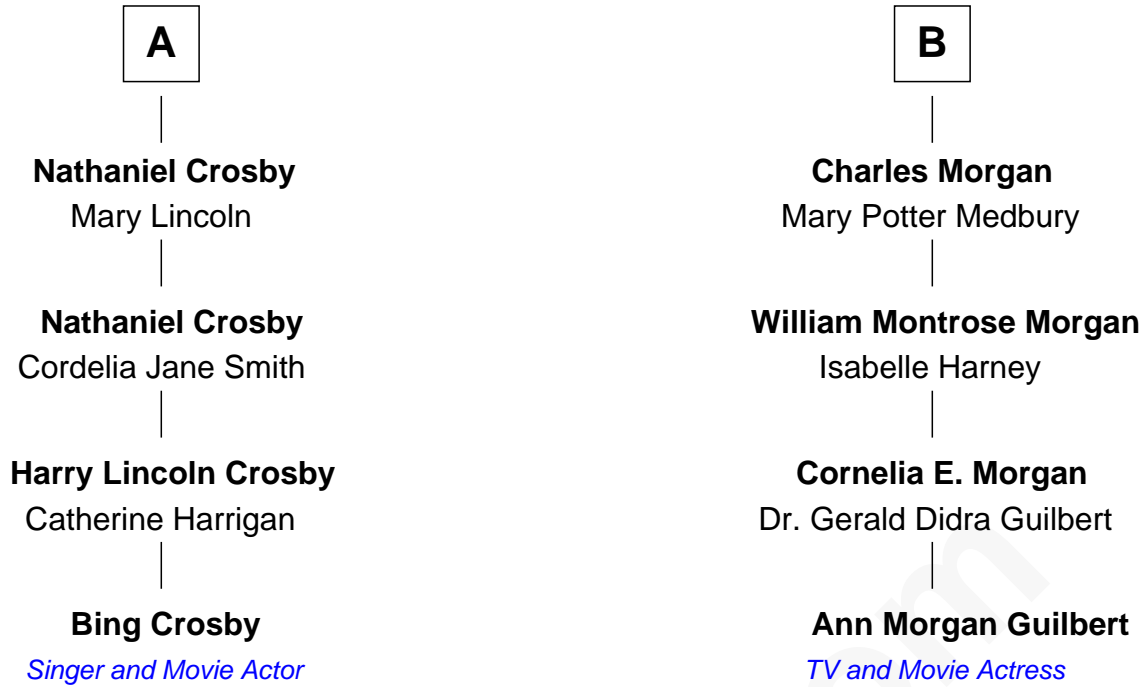 A
Nathaniel Crosby
Mary Lincoln
Nathaniel Crosby
Cordelia Jane Smith
Harry Lincoln Crosby
Catherine Harrigan
Bing Crosby
Singer and Movie Actor
B
Charles Morgan
Mary Potter Medbury
William Montrose Morgan
Isabelle Harney
Cornelia E. Morgan
Dr. Gerald Didra Guilbert
Ann Morgan Guilbert
TV and Movie Actress